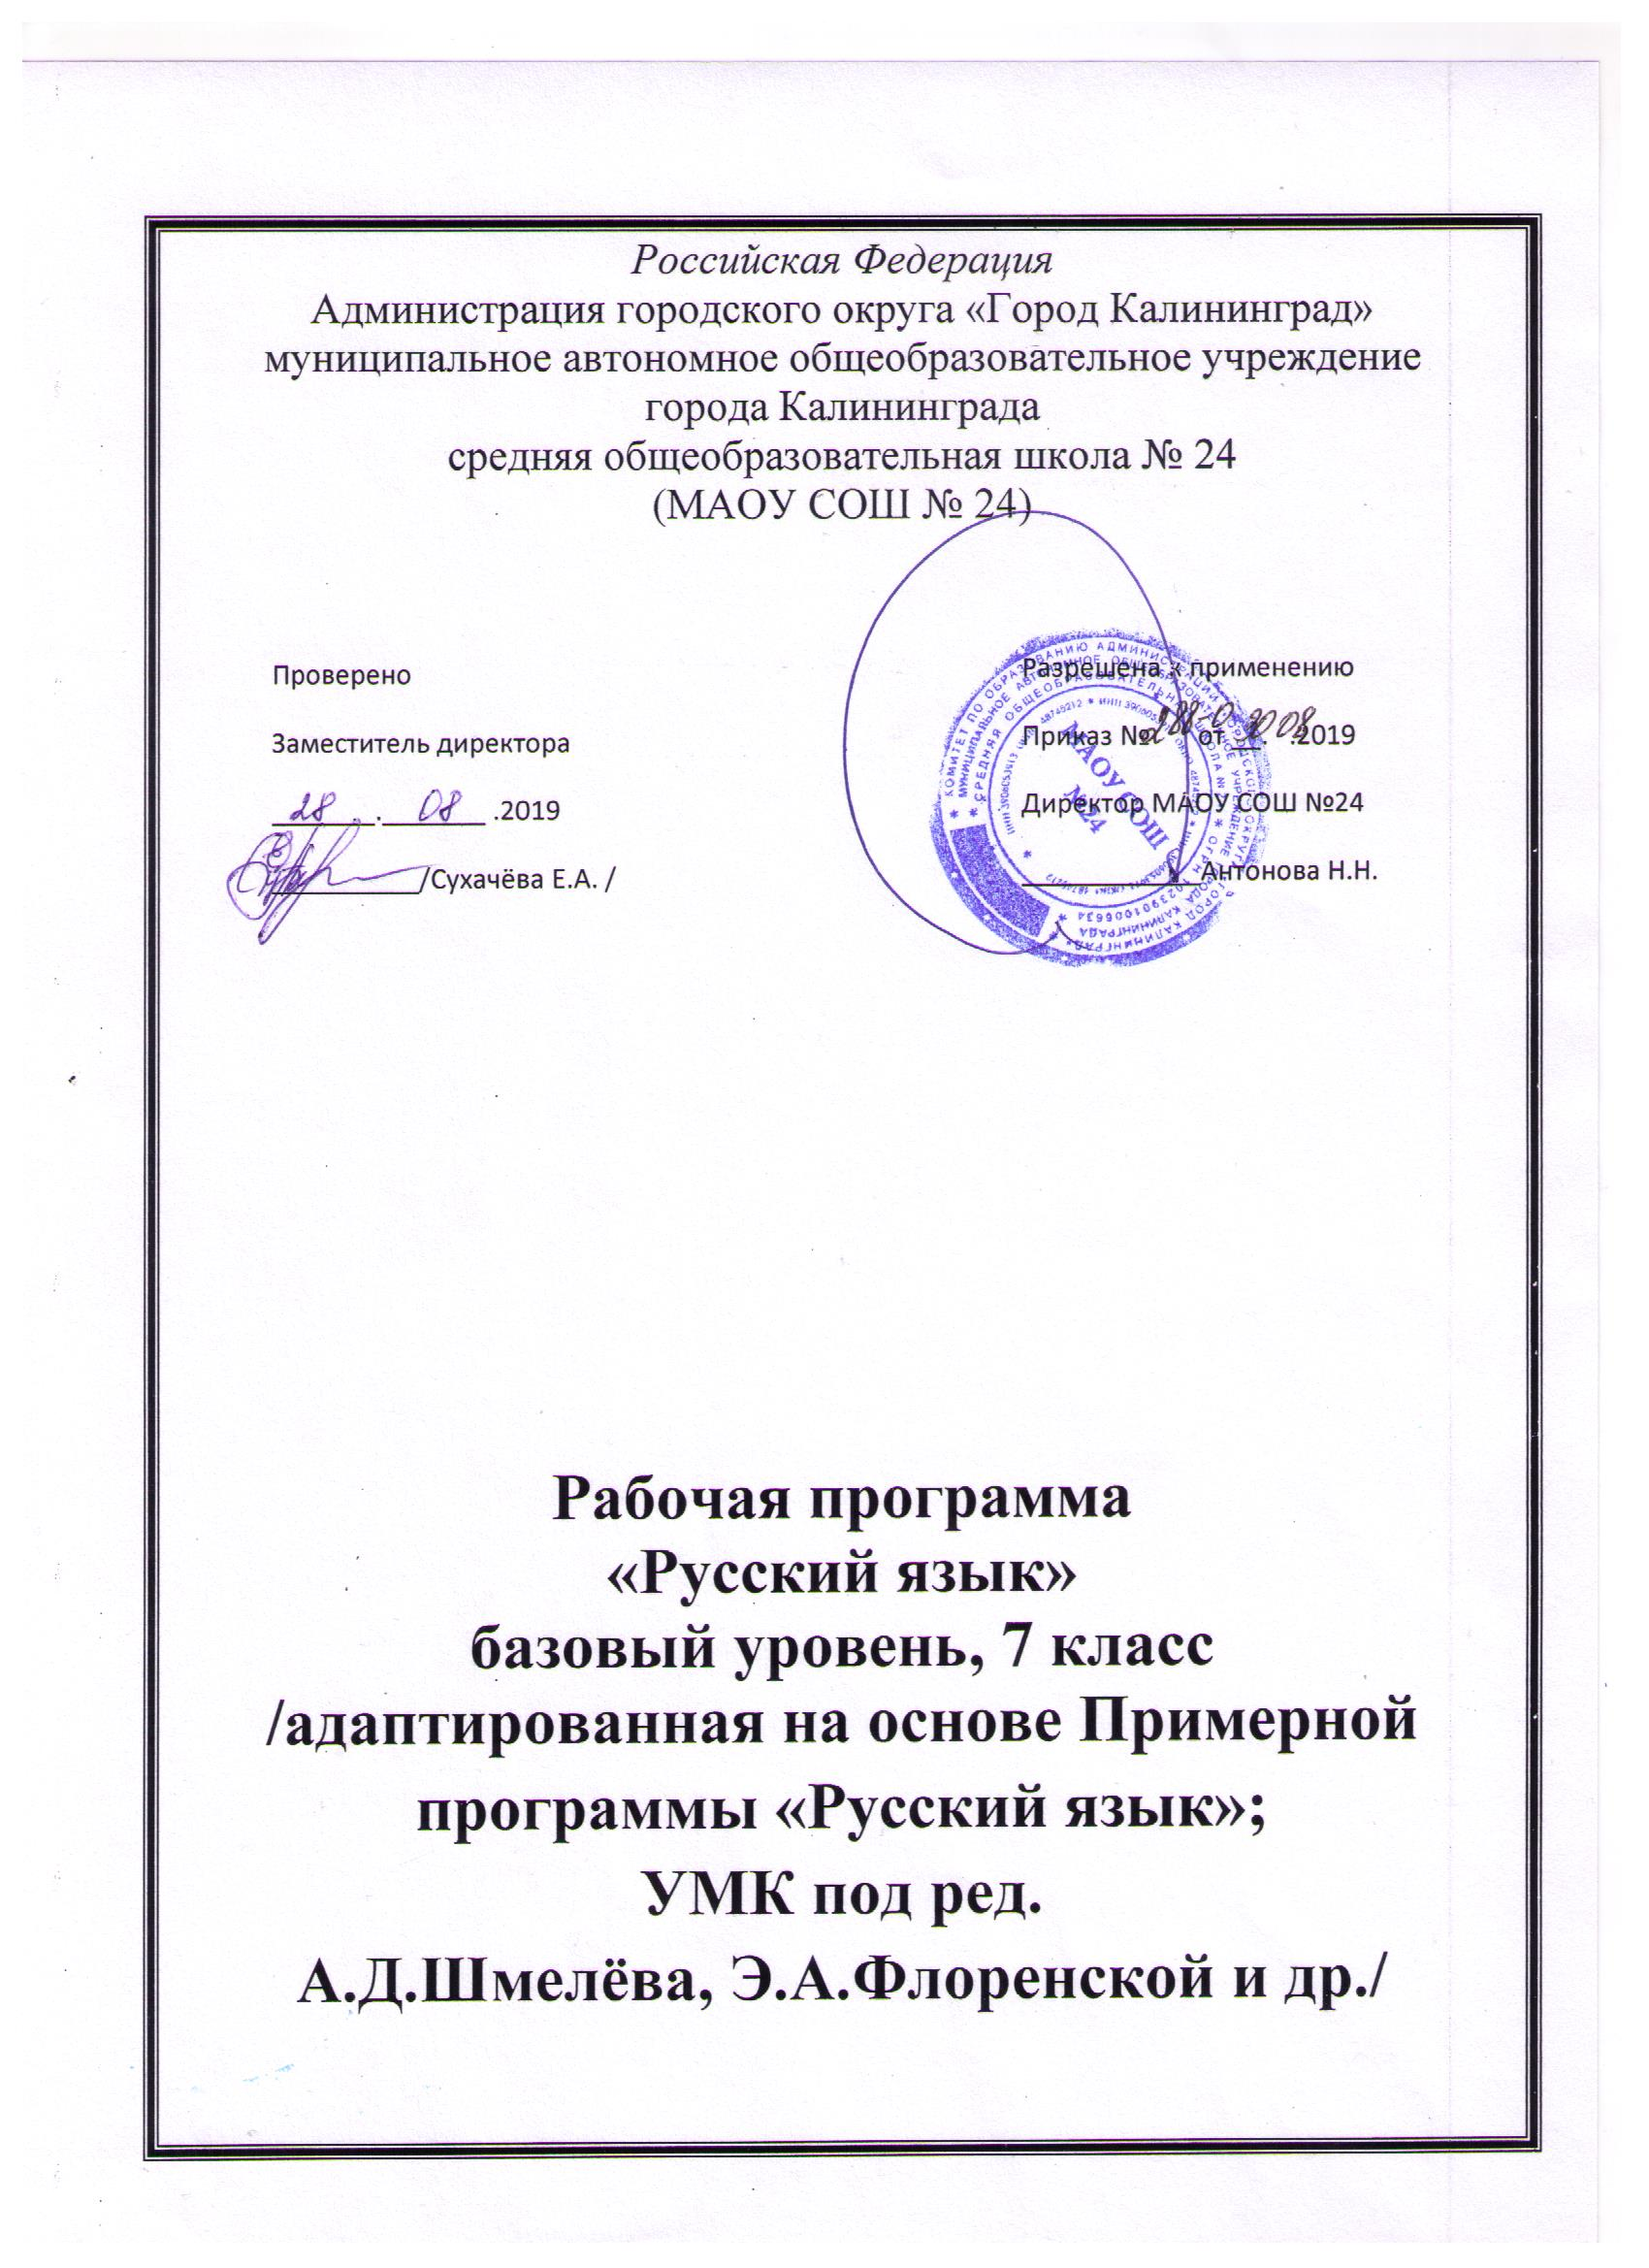 Российская Федерация
Администрация городского округа «Город Калининград»
муниципальное автономное общеобразовательное учреждение
города Калининграда
средняя общеобразовательная школа № 24
(МАОУ СОШ № 24)
Проверено
Заместитель директора
28 . 08 .2019
/Сухачёва Е.А. /
Разрешена к применению
Приказ № 288-О от 30.08.2019
Директор МАОУ СОШ №24
Антонова Н.Н.
МАОУ СОШ
№24
Рабочая программа
«Русский язык»
базовый уровень, 7 класс
/адаптированная на основе Примерной
программы «Русский язык»;
УМК под ред.
А.Д.Шмелёва, Э.А.Флоренской и др./